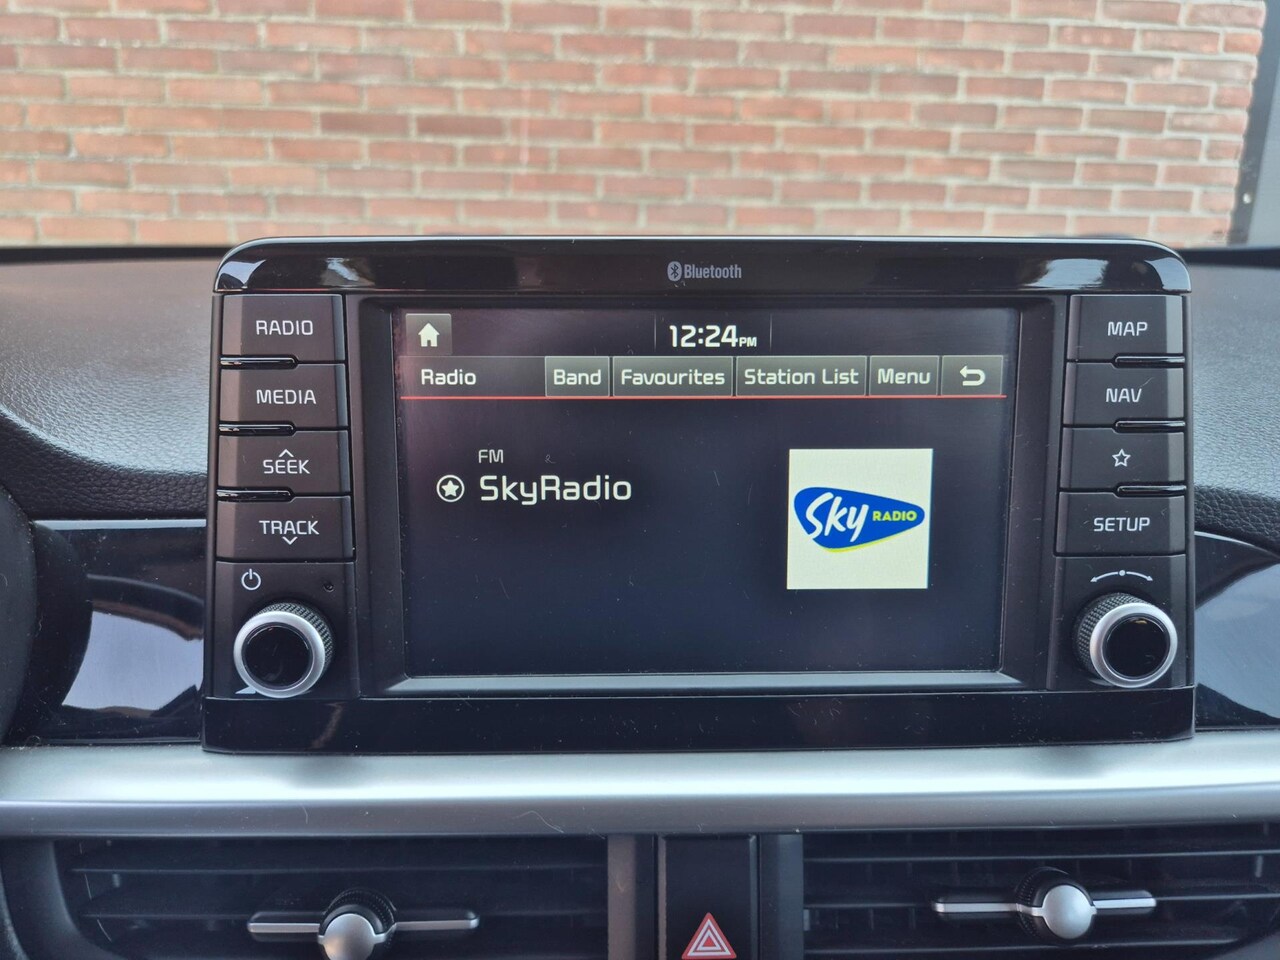 Bluetooth
RADIO
MEDIA
SEEK
TRACK
12:24PM
Radio
Band
Favourites
Station List
Menu
FM
SkyRadio
Sky RADIO
MAP
NAV
SETUP